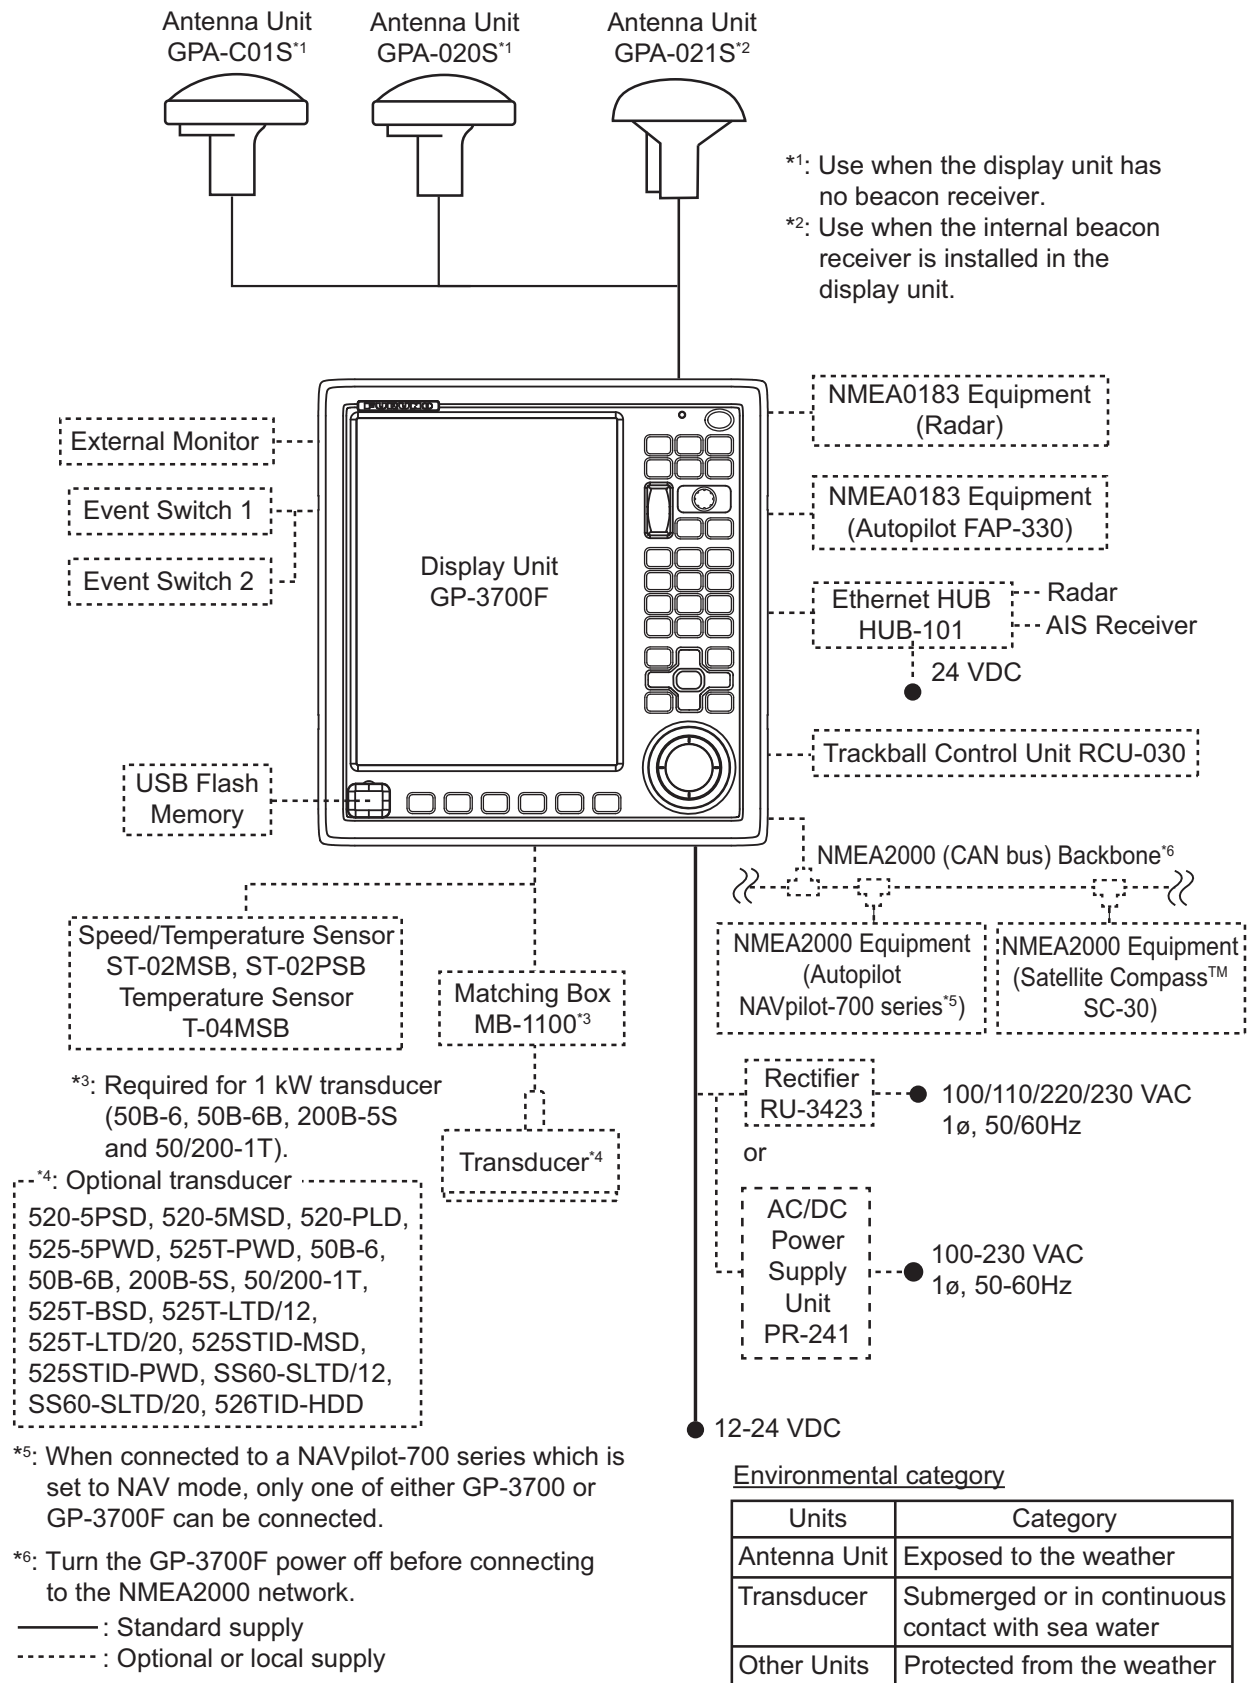 Antenna Unit
GPA-C01S*1
Antenna Unit
GPA-020S*1
Antenna Unit
GPA-021S*2
*1: Use when the display unit has
no beacon receiver.
*2: Use when the internal beacon
receiver is installed in the
display unit.
FURUNO
External Monitor
Event Switch 1
Event Switch 2
USB Flash
Memory
Display Unit
GP-3700F
NMEA0183 Equipment
(Radar)
NMEA0183 Equipment
(Autopilot FAP-330)
Ethernet HUB
HUB-101
Radar
AIS Receiver
24 VDC
Trackball Control Unit RCU-030
NMEA2000 (CAN bus) Backbone*6
NMEA2000 Equipment
(Autopilot
NAVpilot-700 series*5)
NMEA2000 Equipment
(Satellite Compass™
SC-30)
Speed/Temperature Sensor
ST-02MSB, ST-02PSB
Temperature Sensor
T-04MSB
Matching Box
MB-1100*3
*3: Required for 1 kW transducer
(50B-6, 50B-6B, 200B-5S
and 50/200-1T).
Transducer*4
*4: Optional transducer
520-5PSD, 520-5MSD, 520-PLD,
525-5PWD, 525T-PWD, 50B-6,
50B-6B, 200B-5S, 50/200-1T,
525T-BSD, 525T-LTD/12,
525T-LTD/20, 525STID-MSD,
525STID-PWD, SS60-SLTD/12,
SS60-SLTD/20, 526TID-HDD
Rectifier
RU-3423
100/110/220/230 VAC
1ø, 50/60Hz
or
AC/DC
Power
Supply
Unit
PR-241
100-230 VAC
1ø, 50-60Hz
12-24 VDC
*5: When connected to a NAVpilot-700 series which is
set to NAV mode, only one of either GP-3700 or
GP-3700F can be connected.
*6: Turn the GP-3700F power off before connecting
to the NMEA2000 network.
: Standard supply
: Optional or local supply
Environmental category
Units Category
Antenna Unit Exposed to the weather
Transducer Submerged or in continuous
contact with sea water
Other Units Protected from the weather